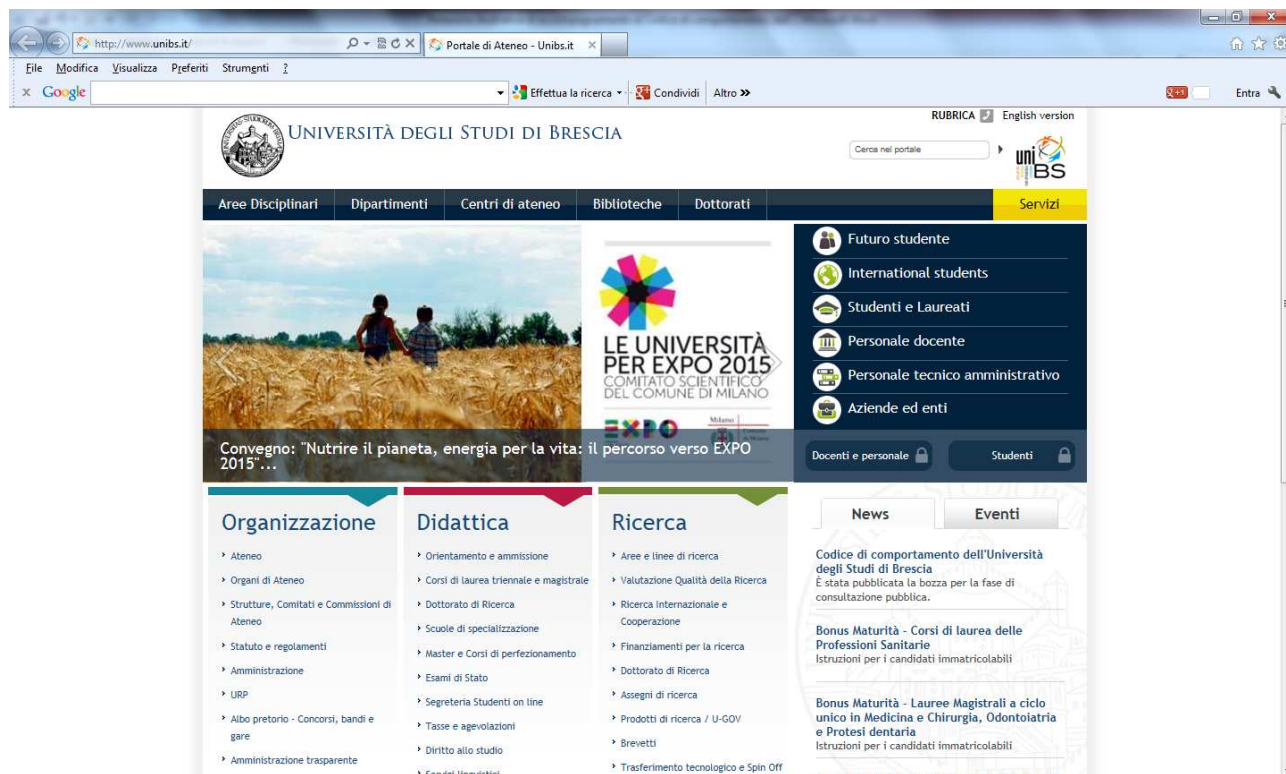 http://www.unibs.it/
Portale di Ateneo - Unibs.it
File Modifica Visualizza Preferiti Strumenti ?
x Google
Effettua la ricerca
Condividi
Altro »
Entra
UNIVERSITÀ DEGLI STUDI DI BRESCIA
RUBRICA
English version
Cerca nel portale
uni
BS
Aree Disciplinari
Dipartimenti
Centri di ateneo
Biblioteche
Dottorati
Servizi
LE UNIVERSITÀ
PER EXPO 2015
COMITATO SCIENTIFICO
DEL COMUNE DI MILANO
EXPO
Milano
Convegno: "Nutrire il pianeta, energia per la vita: il percorso verso EXPO
2015"...
Futuro studente
International students
Studenti e Laureati
Personale docente
Personale tecnico amministrativo
Aziende ed enti
Docenti e personale
Studenti
Organizzazione
Ateneo
Organi di Ateneo
Strutture, Comitati e Commissioni di
Ateneo
Statuto e regolamenti
Amministrazione
URP
Albo pretorio - Concorsi, bandi e
gare
Amministrazione trasparente
Didattica
Orientamento e ammissione
Corsi di laurea triennale e magistrale
Dottorato di Ricerca
Scuole di specializzazione
Master e Corsi di perfezionamento
Esami di Stato
Segreteria Studenti on line
Tasse e agevolazioni
Diritto allo studio
Servizi linguistici
Ricerca
Aree e linee di ricerca
Valutazione Qualità della Ricerca
Ricerca Internazionale e
Cooperazione
Finanziamenti per la ricerca
Dottorato di Ricerca
Assegni di ricerca
Prodotti di ricerca / U-GOV
Brevetti
Trasferimento tecnologico e Spin Off
News
Eventi
Codice di comportamento dell'Università
degli Studi di Brescia
È stata pubblicata la bozza per la fase di
consultazione pubblica.
Bonus Maturità - Corsi di laurea delle
Professioni Sanitarie
Istruzioni per i candidati immatricolabili
Bonus Maturità - Lauree Magistrali a ciclo
unico in Medicina e Chirurgia, Odontoiatria
e Protesi dentaria
Istruzioni per i candidati immatricolabili